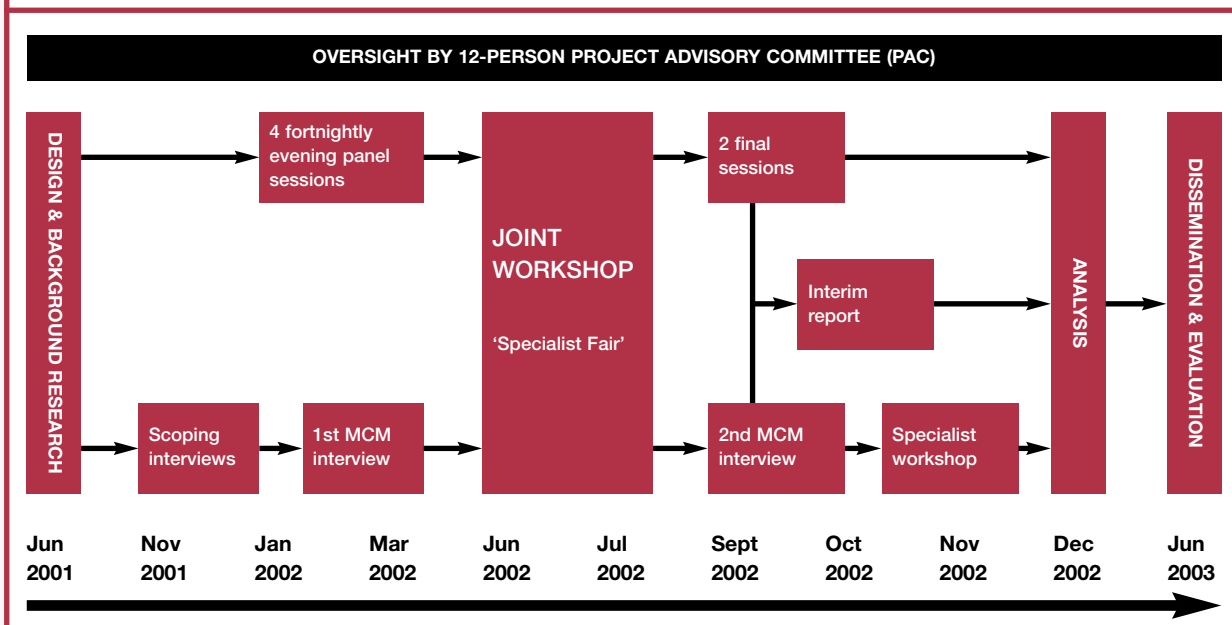 OVERSIGHT BY 12-PERSON PROJECT ADVISORY COMMITTEE (PAC)
DESIGN & BACKGROUND RESEARCH
4 fortnightly
evening panel
sessions
Scoping
interviews
1st MCM
interview
JOINT
WORKSHOP
‘Specialist Fair’
2 final
sessions
Interim
report
2nd MCM
interview
Specialist
workshop
ANALYSIS
DISSEMINATION & EVALUATION
Jun Nov Jan Mar Jun Jul Sept Oct Nov Dec Jun
2001 2001 2002 2002 2002 2002 2002 2002 2002 2002 2003